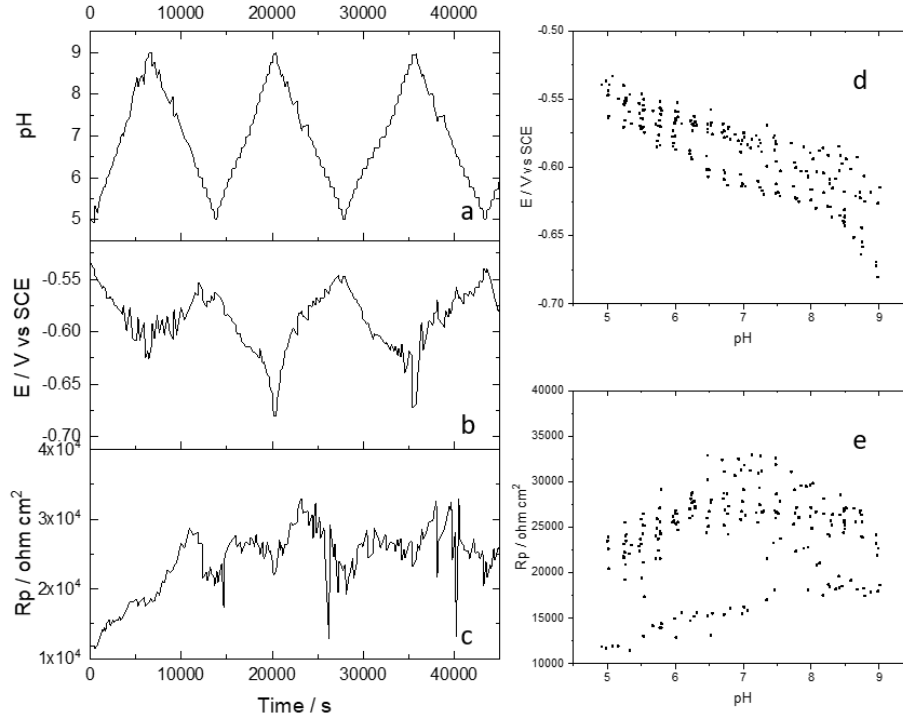 0 10000 20000 30000 40000
9
8
7
6
5
pH
a
-0.55
-0.60
-0.65
-0.70
E / V vs SCE
b
4x10⁴
3x10⁴
2x10⁴
1x10⁴
Rp / ohm cm²
c
0 10000 20000 30000 40000
Time / s
-0.50
-0.55
-0.60
-0.65
-0.70
E / V vs SCE
d
5 6 7 8 9
pH
40000
35000
30000
25000
20000
15000
10000
Rp / ohm cm²
e
5 6 7 8 9
pH